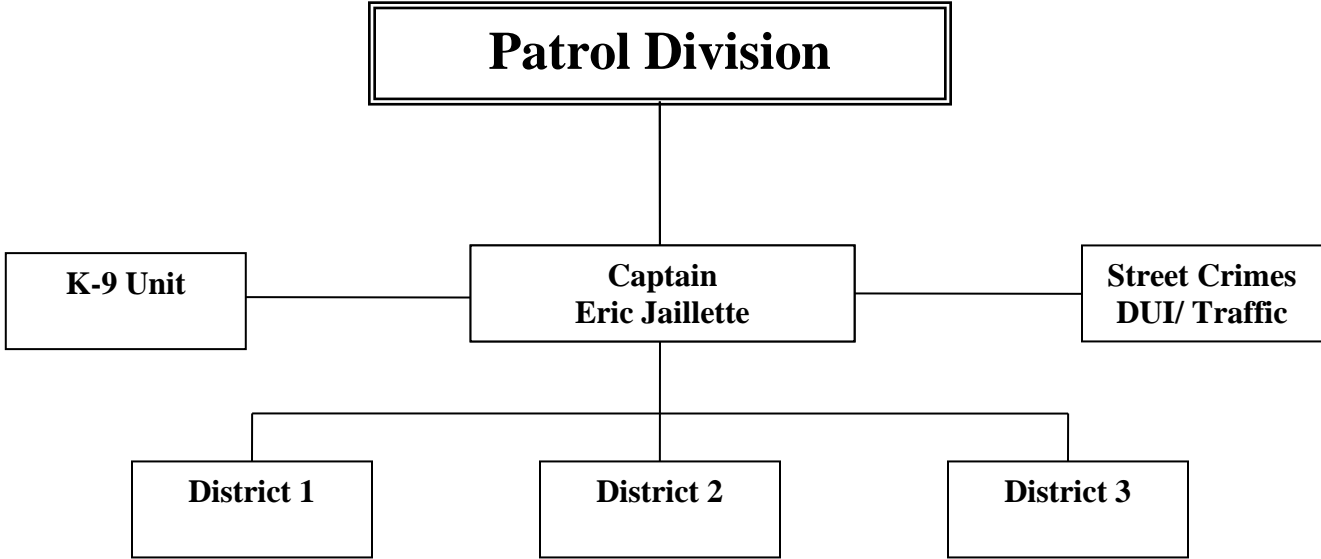 Patrol Division
K-9 Unit
Captain
Eric Jaillette
Street Crimes
DUI/ Traffic
District 1
District 2
District 3